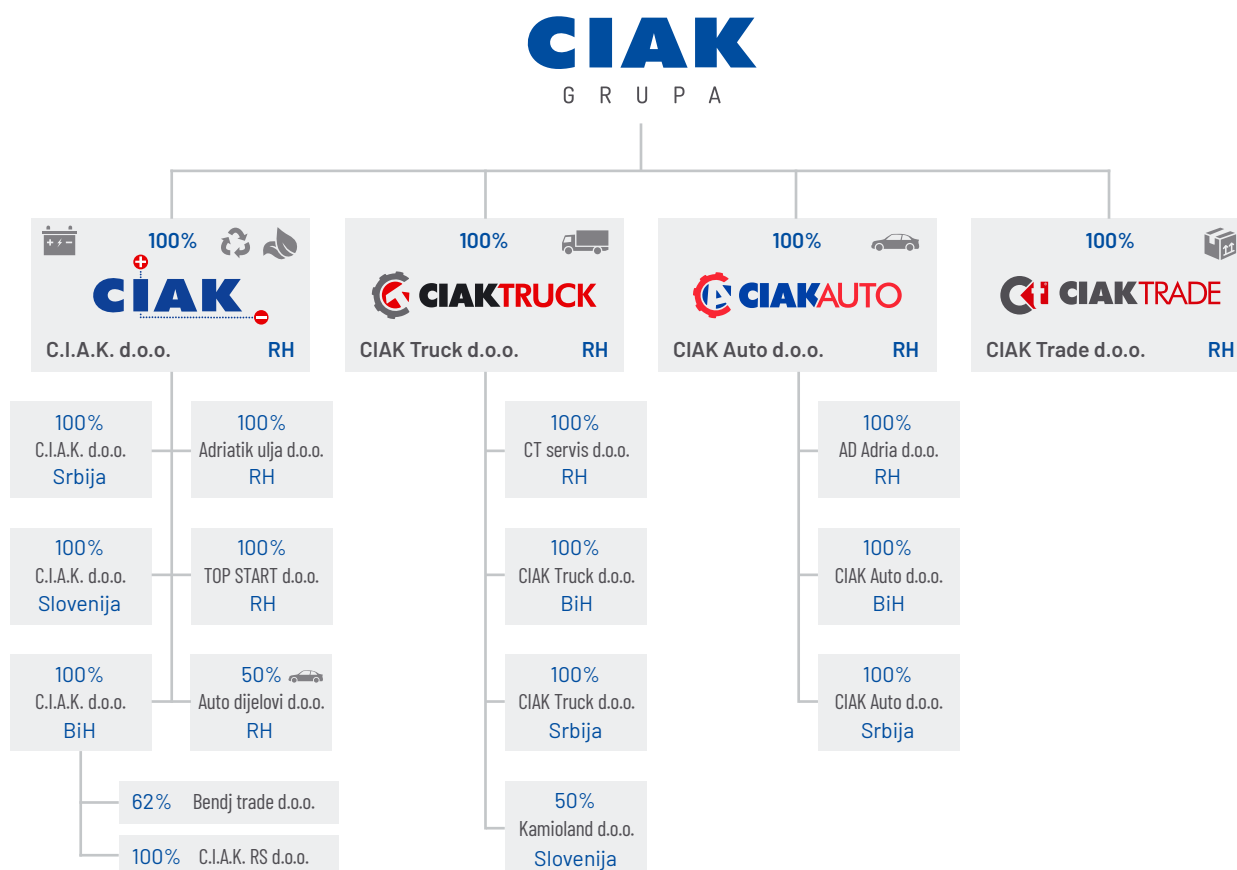 CIAK
GRUPA
100%
CIAK
C.I.A.K. d.o.o. RH
100%
CIAKTRUCK
CIAK Truck d.o.o. RH
100%
CIAKAUTO
CIAK Auto d.o.o. RH
100%
CIAKTRADE
CIAK Trade d.o.o. RH
100%
C.I.A.K. d.o.o.
Srbija
100%
Adriatik ulja d.o.o.
RH
100%
C.I.A.K. d.o.o.
Slovenija
100%
TOP START d.o.o.
RH
100%
C.I.A.K. d.o.o.
BiH
50%
Auto dijelovi d.o.o.
RH
62% Bendj trade d.o.o.
100% C.I.A.K. RS d.o.o.
100%
CT servis d.o.o.
RH
100%
CIAK Truck d.o.o.
BiH
100%
CIAK Truck d.o.o.
Srbija
50%
Kamioland d.o.o.
Slovenija
100%
AD Adria d.o.o.
RH
100%
CIAK Auto d.o.o.
BiH
100%
CIAK Auto d.o.o.
Srbija